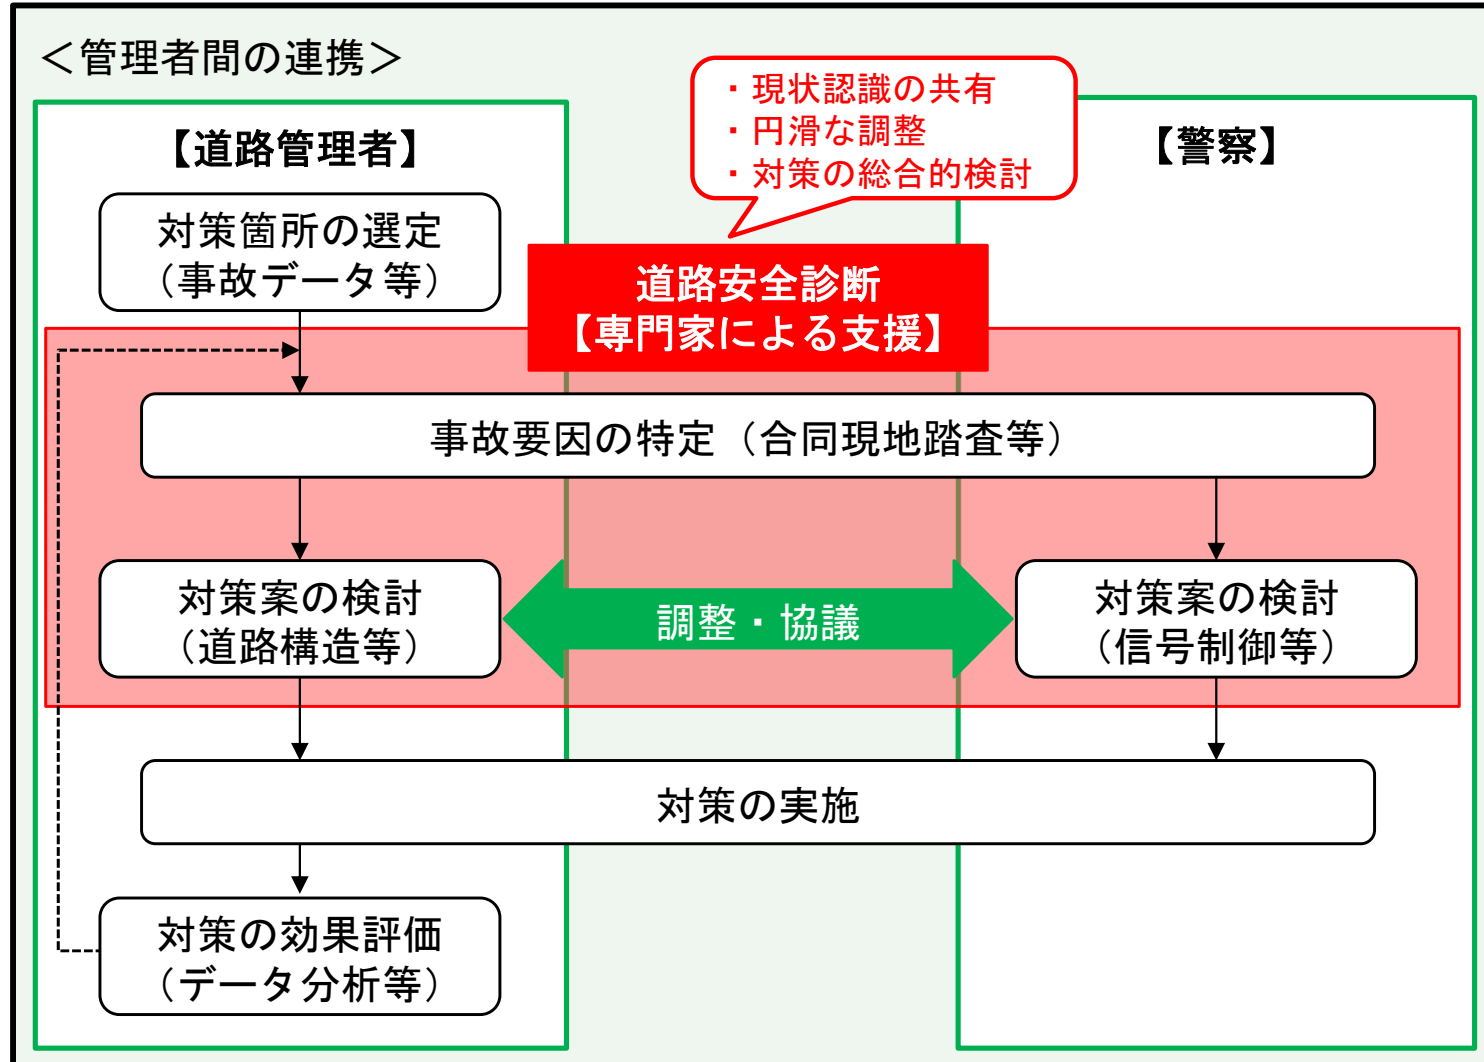 ＜管理者間の連携＞
・現状認識の共有
・円滑な調整
・対策の総合的検討
【道路管理者】
【警察】
対策箇所の選定
（事故データ等）
道路安全診断
【専門家による支援】
事故要因の特定（合同現地踏査等）
対策案の検討
（道路構造等）
調整・協議
対策案の検討
（信号制御等）
対策の実施
対策の効果評価
（データ分析等）